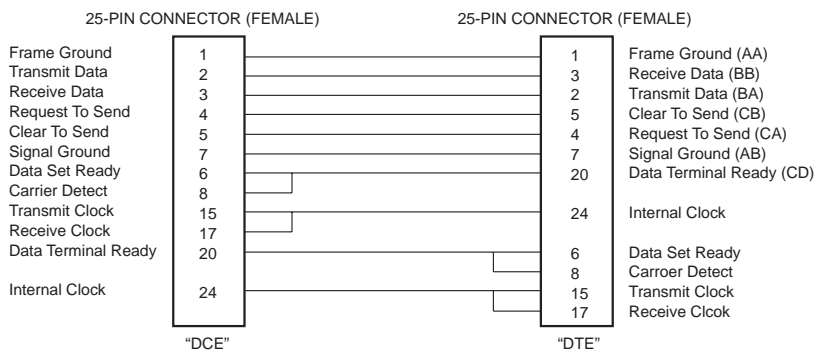 25-PIN CONNECTOR (FEMALE) 25-PIN CONNECTOR (FEMALE)
Frame Ground 1 1 Frame Ground (AA)
Transmit Data 2 3 Receive Data (BB)
Receive Data 3 2 Transmit Data (BA)
Request To Send 4 5 Clear To Send (CB)
Clear To Send 5 4 Request To Send (CA)
Signal Ground 7 7 Signal Ground (AB)
Data Set Ready 6 20 Data Terminal Ready (CD)
Carrier Detect 8
Transmit Clock 15 24 Internal Clock
Receive Clock 17
Data Terminal Ready 20 6 Data Set Ready
8 Carroer Detect
Internal Clock 24 15 Transmit Clock
17 Receive Clcok
“DCE” “DTE”